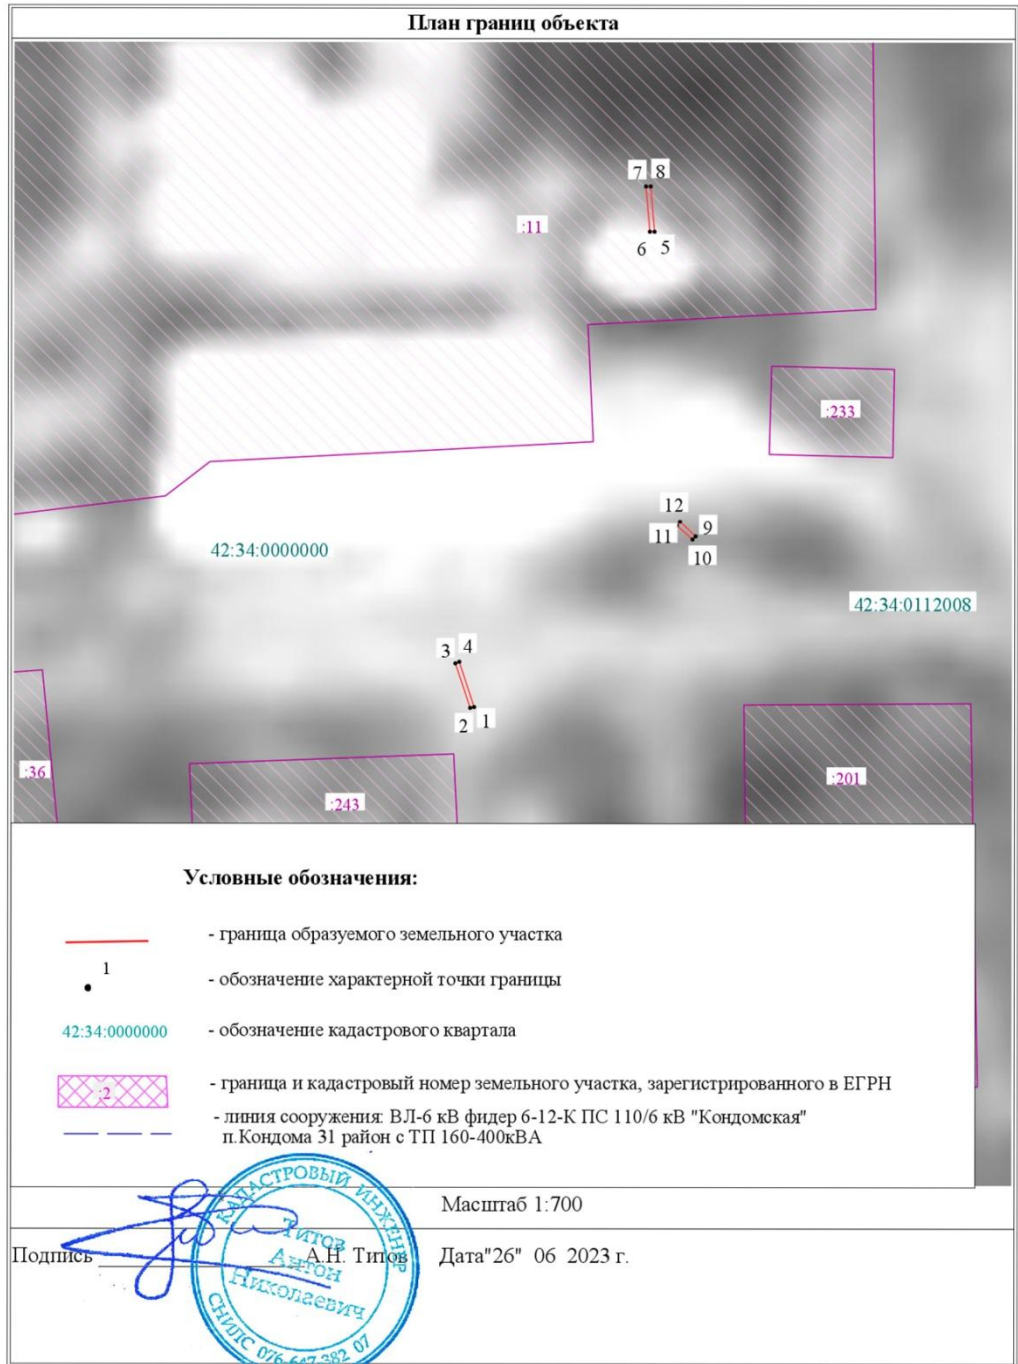 План границ объекта
7 8
:11
6 5
:233
12
9
11
10
42:34:0000000
42:34:0112008
3 4
2 1
:36
:243
:201
Условные обозначения:
- граница образуемого земельного участка
1
- обозначение характерной точки границы
42:34:0000000 - обозначение кадастрового квартала
:2 - граница и кадастровый номер земельного участка, зарегистрированного в ЕГРН
- линия сооружения: ВЛ-6 кВ фидер 6-12-К ПС 110/6 кВ "Кондомская"
п.Кондома 31 район с ТП 160-400кВА
Масштаб 1:700
Подпись А.Н. Титов Дата"26" 06 2023 г.
КАДАСТРОВЫЙ ИНЖЕНЕР
Титов
Антон
Николаевич
СНИЛС 076-647-382 07